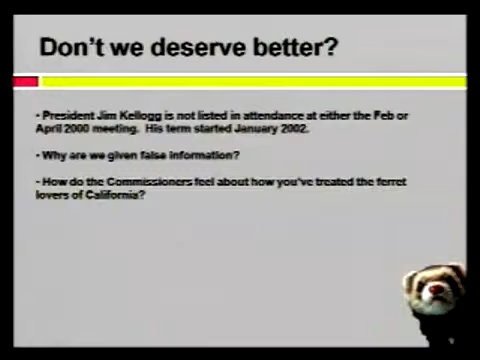 Don't we deserve better?
• President Jim Kellogg is not listed in attendance at either the Feb or
April 2000 meeting. His term started January 2002.
• Why are we given false information?
• How do the Commissioners feel about how you've treated the ferret
lovers of California?